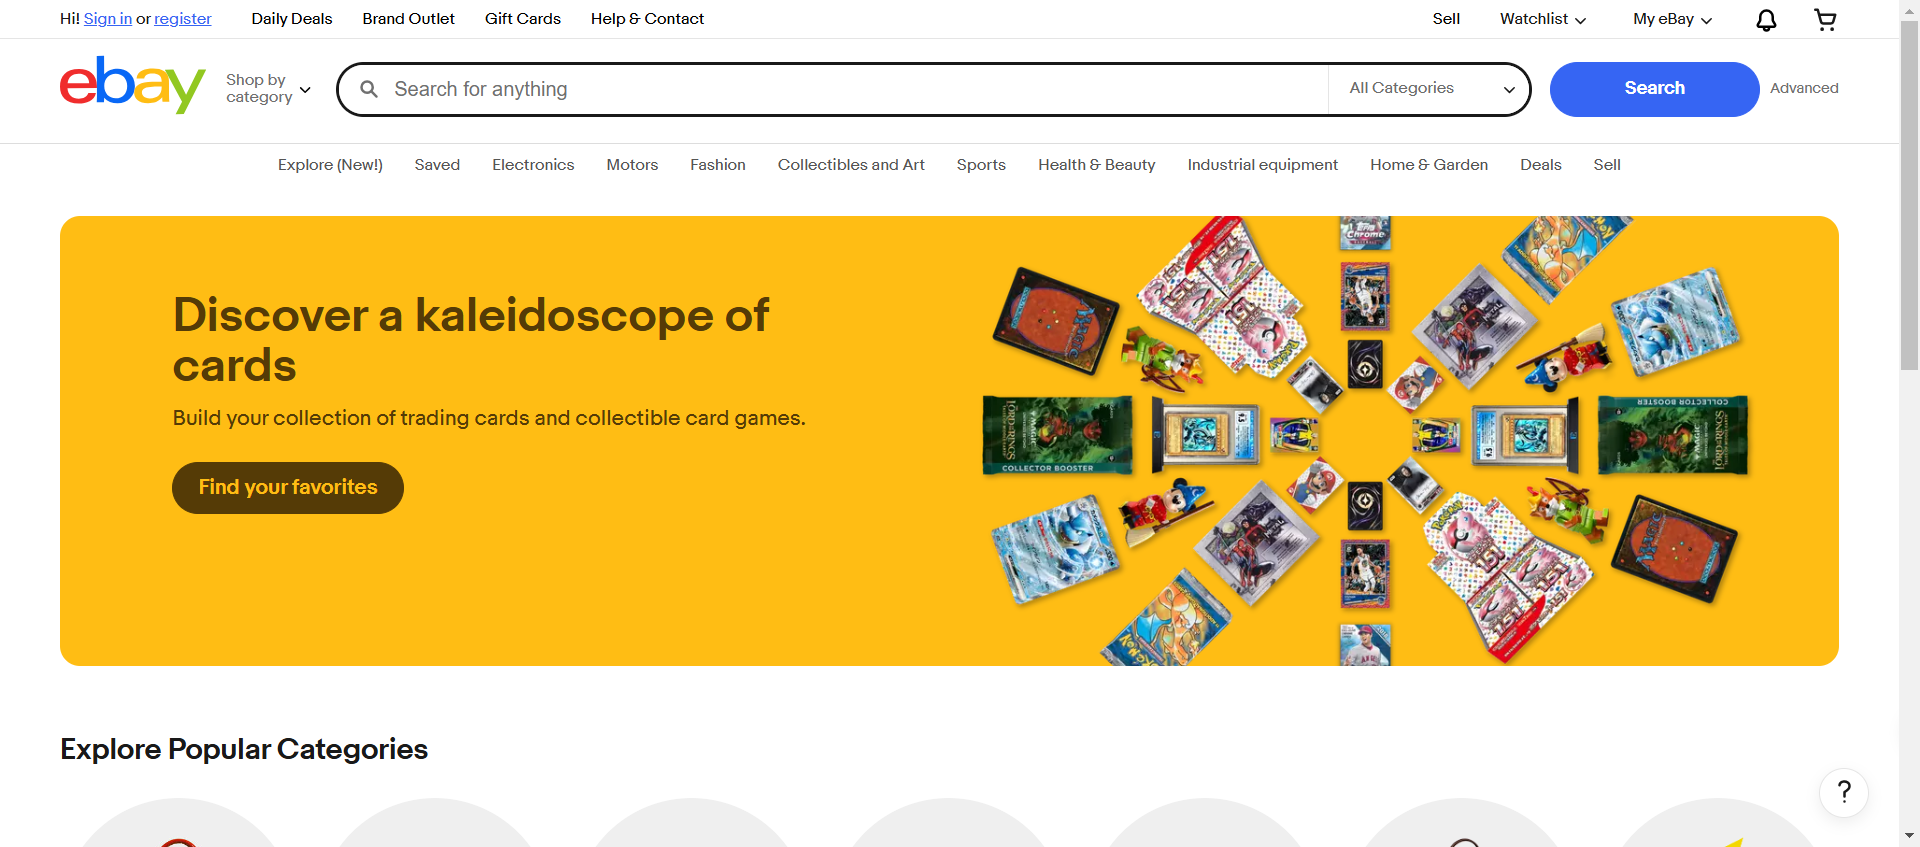 Hi! Sign in or register
Daily Deals
Brand Outlet
Gift Cards
Help & Contact
Sell
Watchlist
My eBay
ebay
Shop by
category
Search for anything
All Categories
Search
Advanced
Explore (New!)
Saved
Electronics
Motors
Fashion
Collectibles and Art
Sports
Health & Beauty
Industrial equipment
Home & Garden
Deals
Sell
Discover a kaleidoscope of
cards
Build your collection of trading cards and collectible card games.
Find your favorites
COLLECTOR BOOSTER
COLLECTOR BOOSTER
Explore Popular Categories
?